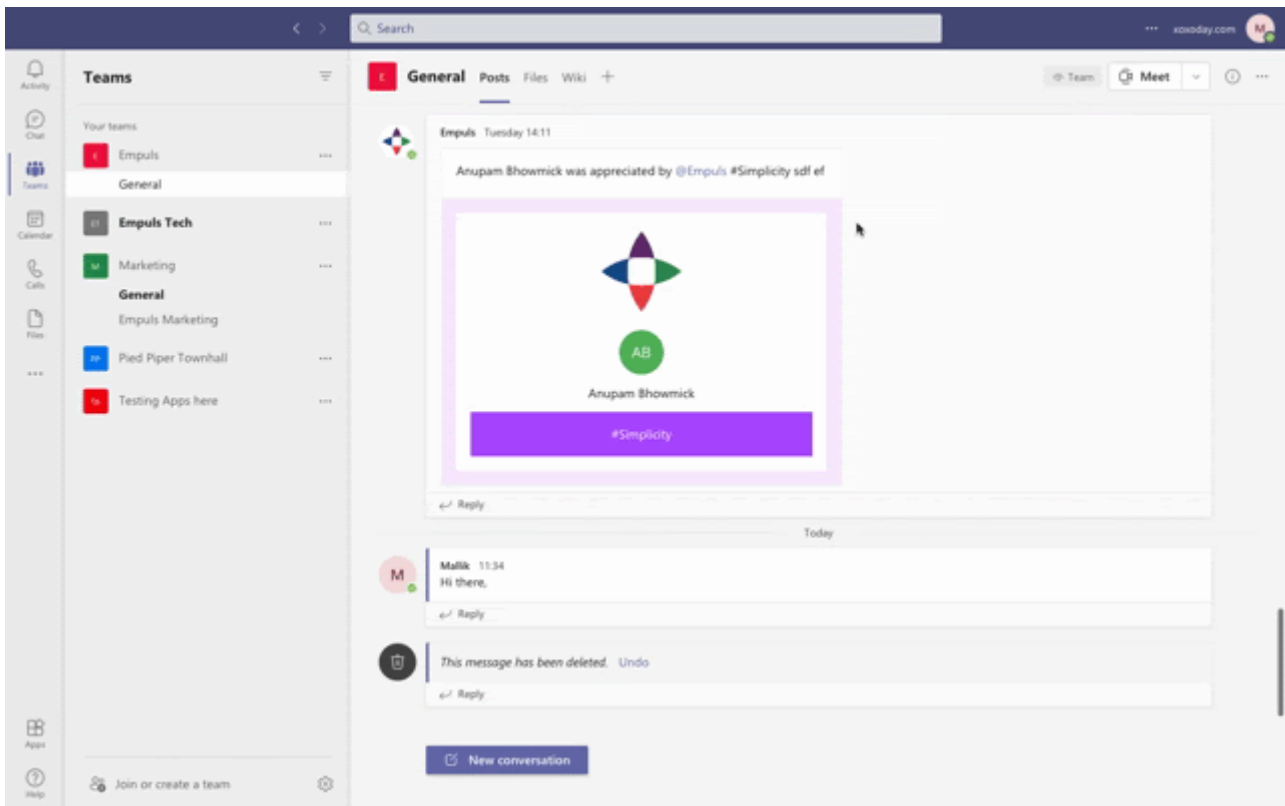 Search
xoxoday.com
M
Activity
Chat
Teams
Calendar
Calls
Files
Apps
Help
Teams
Your teams
E
Empuls
General
ET
Empuls Tech
M
Marketing
General
Empuls Marketing
PP
Pied Piper Townhall
Testing Apps here
Join or create a team
E
General
Posts
Files
Wiki
Team
Meet
Empuls Tuesday 14:11
Anupam Bhowmick was appreciated by @Empuls #Simplicity sdf ef
AB
Anupam Bhowmick
#Simplicity
Reply
Today
M
Mallik 11:34
Hi there,
Reply
This message has been deleted. Undo
Reply
New conversation